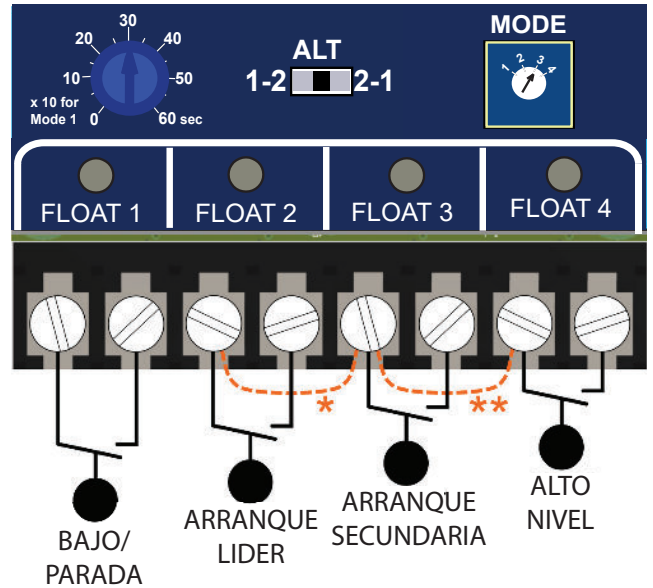 30
20 40
10 50
x 10 for
Mode 1
0 60 sec
ALT
1-2 2-1
MODE
1 2 3 4
FLOAT 1
FLOAT 2
FLOAT 3
FLOAT 4
*
**
BAJO/
PARADA
ARRANQUE
LIDER
ARRANQUE
SECUNDARIA
ALTO
NIVEL